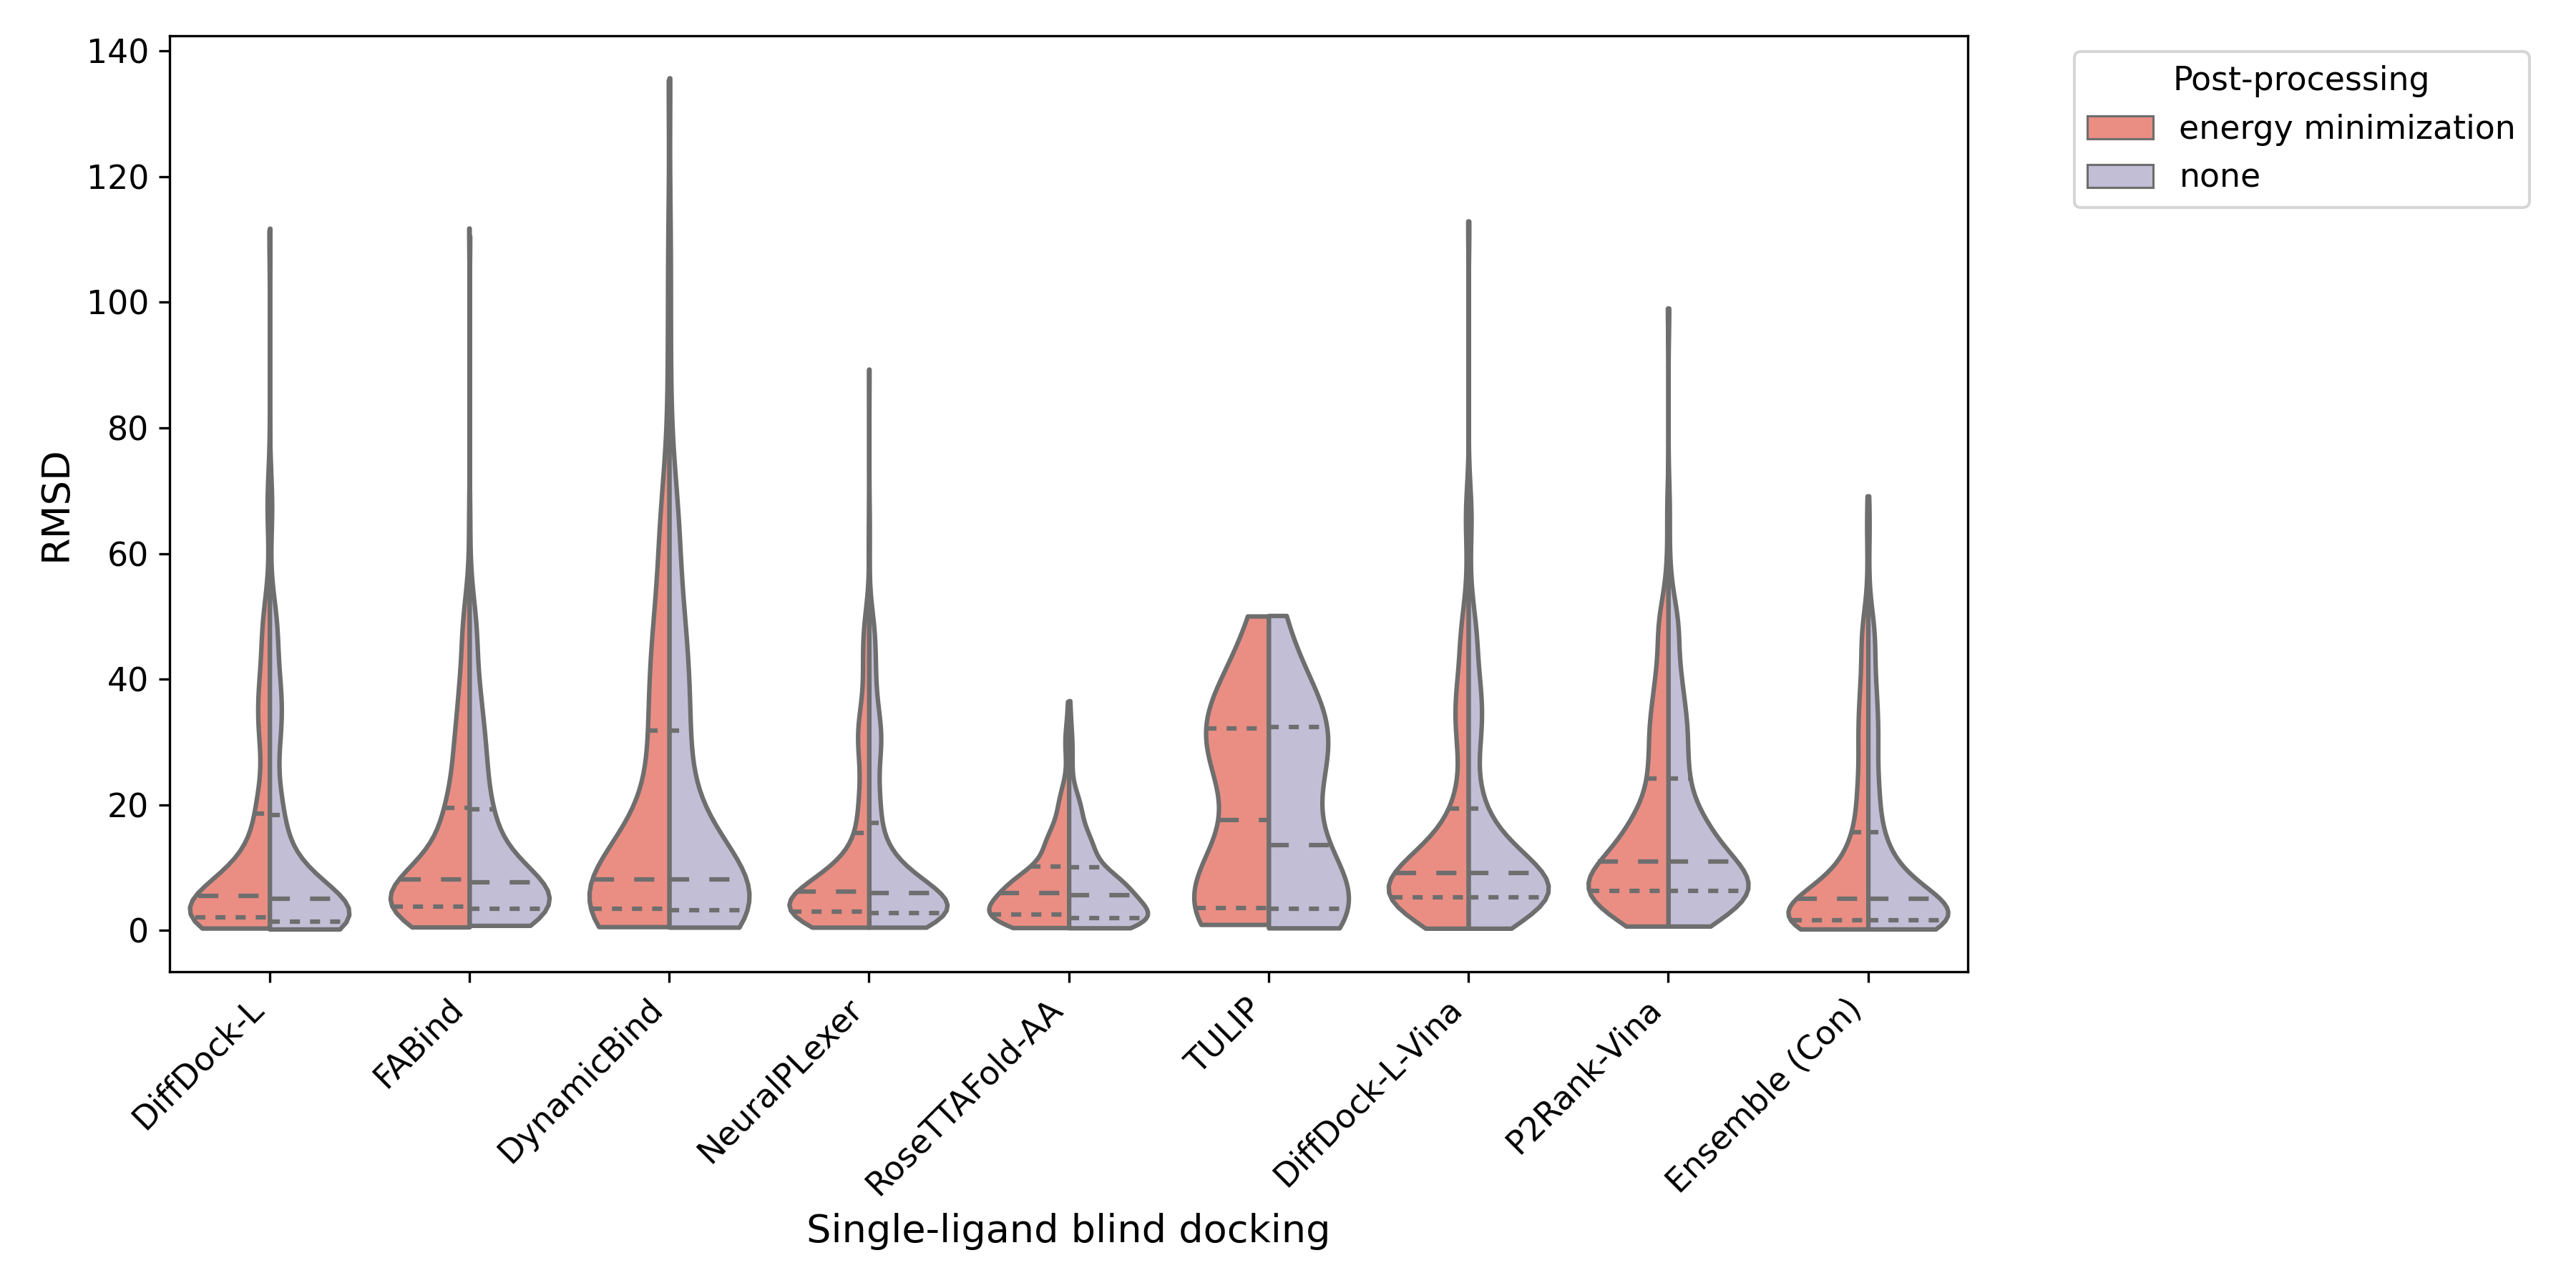 140
120
100
80
60
40
20
0
RMSD
DiffDock-L
FABind
DynamicBind
NeuralPLexer
RoseTTAFold-AA
TULIP
DiffDock-L-Vina
P2Rank-Vina
Ensemble (Con)
Single-ligand blind docking
Post-processing
energy minimization
none